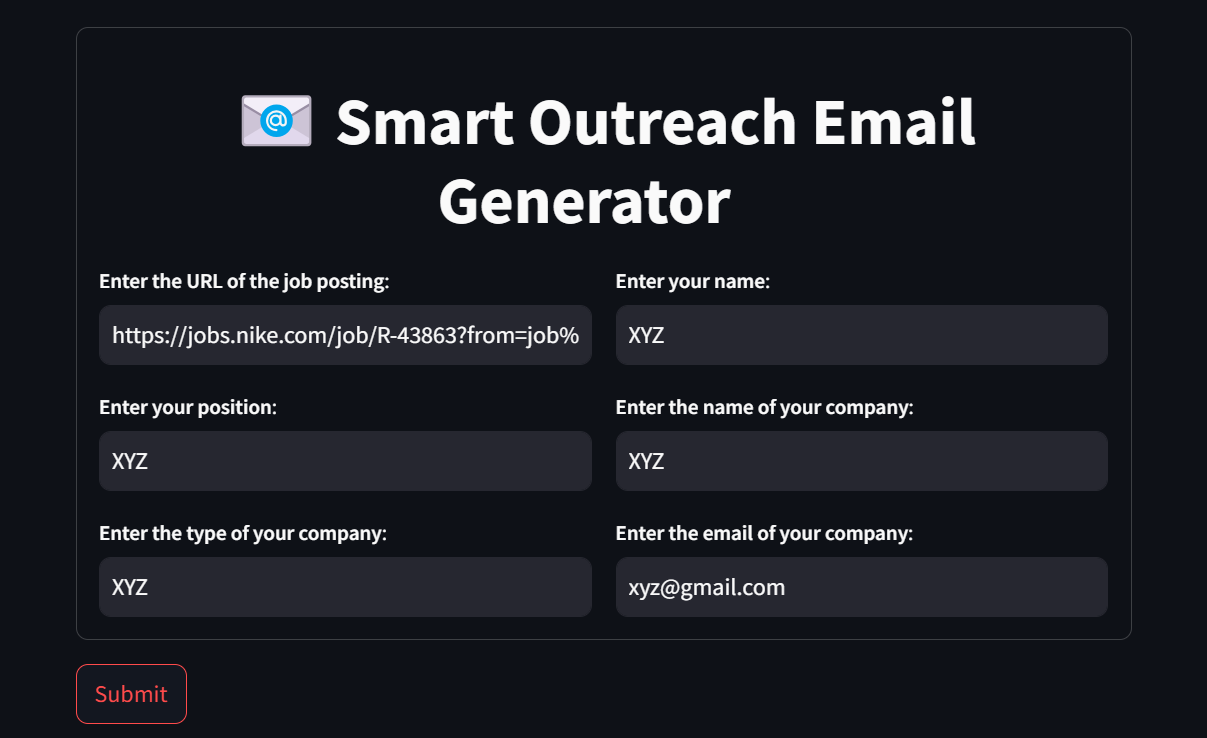 Smart Outreach Email
Generator
Enter the URL of the job posting:
https://jobs.nike.com/job/R-43863?from=job%
Enter your name:
XYZ
Enter your position:
XYZ
Enter the name of your company:
XYZ
Enter the type of your company:
XYZ
Enter the email of your company:
xyz@gmail.com
Submit